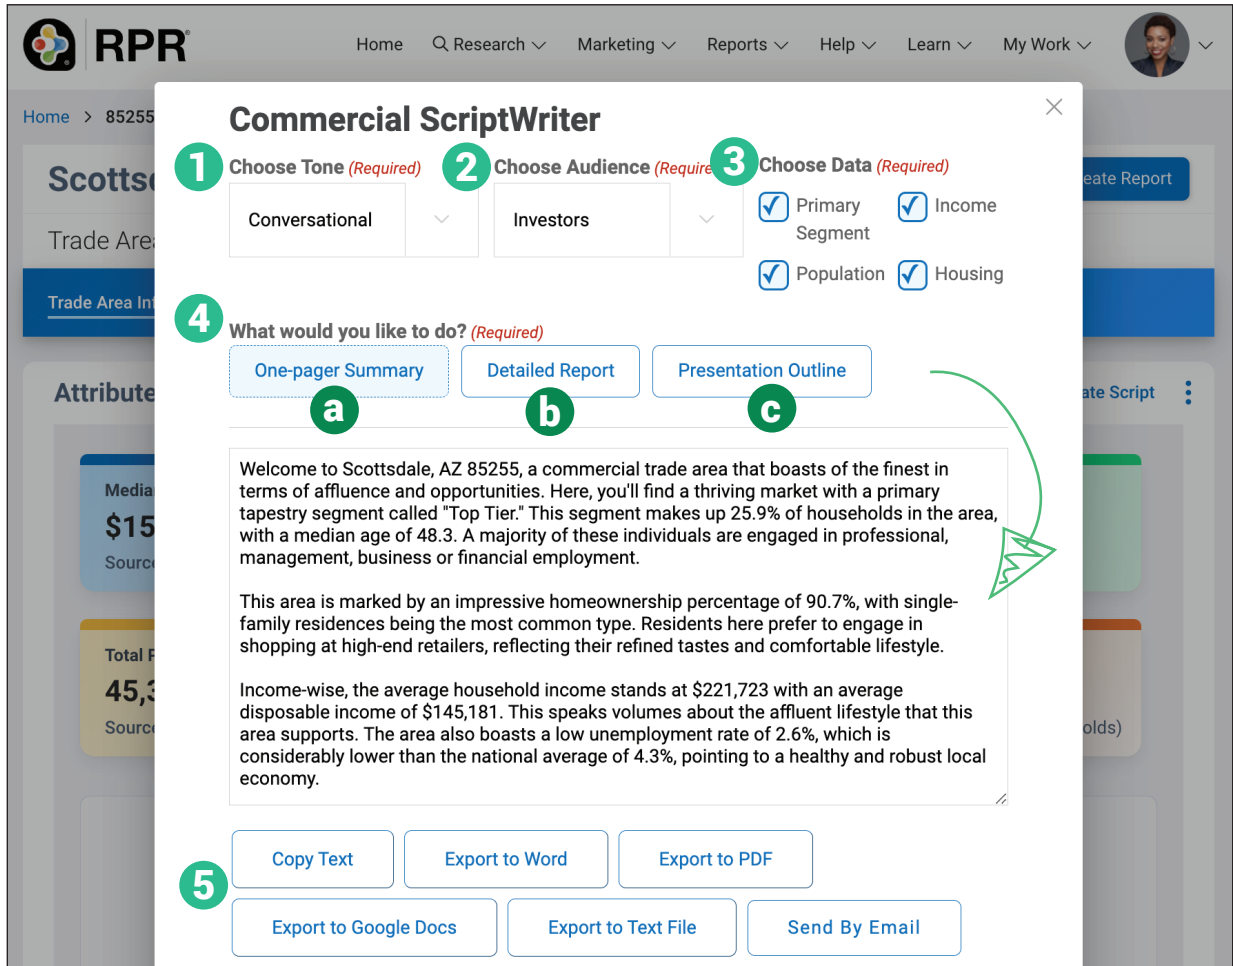 RPR®
Home Research Marketing Reports Help Learn My Work
Home > 85255
Commercial ScriptWriter
1 Choose Tone (Required)
2 Choose Audience (Require
3 Choose Data (Required)
Conversational
Investors
Primary
Segment
Income
Population
Housing
Scotts
eate Report
Trade Area
Trade Area In
4
What would you like to do? (Required)
One-pager Summary Detailed Report Presentation Outline
a b c
Attribute
ate Script
Welcome to Scottsdale, AZ 85255, a commercial trade area that boasts of the finest in
terms of affluence and opportunities. Here, you'll find a thriving market with a primary
tapestry segment called "Top Tier." This segment makes up 25.9% of households in the area,
with a median age of 48.3. A majority of these individuals are engaged in professional,
management, business or financial employment.
This area is marked by an impressive homeownership percentage of 90.7%, with single-
family residences being the most common type. Residents here prefer to engage in
shopping at high-end retailers, reflecting their refined tastes and comfortable lifestyle.
Income-wise, the average household income stands at $221,723 with an average
disposable income of $145,181. This speaks volumes about the affluent lifestyle that this
area supports. The area also boasts a low unemployment rate of 2.6%, which is
considerably lower than the national average of 4.3%, pointing to a healthy and robust local
economy.
Media
$15
Source
Total P
45,3
Source
olds)
5
Copy Text Export to Word Export to PDF
Export to Google Docs Export to Text File Send By Email